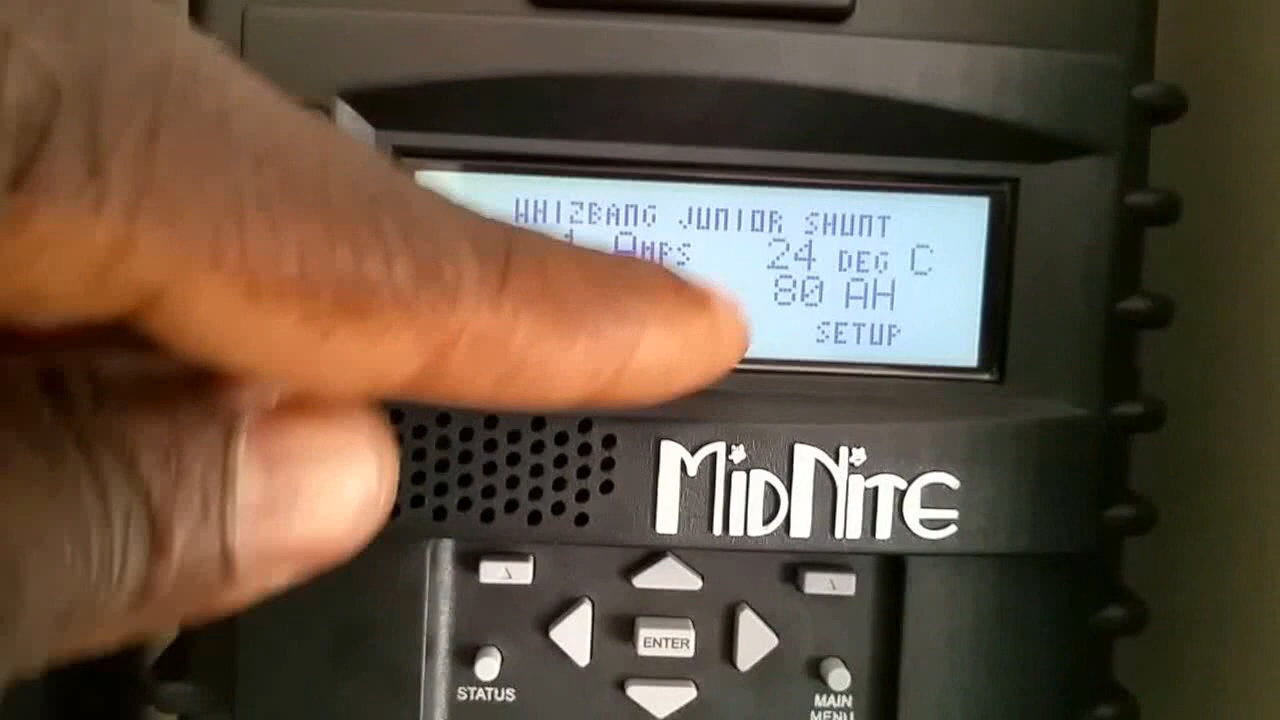 WHIZBANG JUNIOR SHUNT
AMPS 24 DEG C
80 AH
SETUP
MIDNITE
ENTER
STATUS
MAIN
MENU